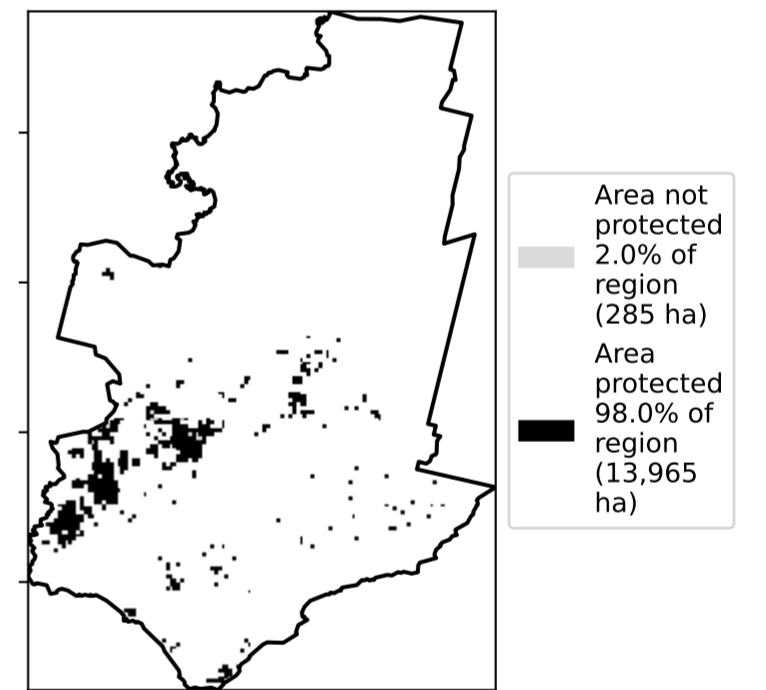 Area not
protected
2.0% of
region
(285 ha)
Area
protected
98.0% of
region
(13,965
ha)